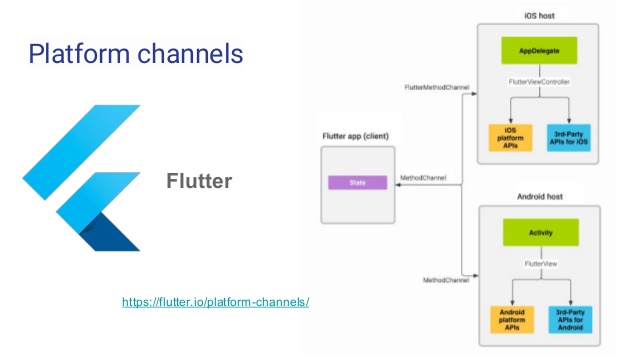 Platform channels
Flutter
https://flutter.io/platform-channels/
iOS host
AppDelegate
FlutterViewController
FlutterMethodChannel
iOS
platform
APIs
3rd-Party
APIs for iOS
Flutter app (client)
State
MethodChannel
Android host
Activity
FlutterView
MethodChannel
Android
platform
APIs
3rd-Party
APIs for
Android